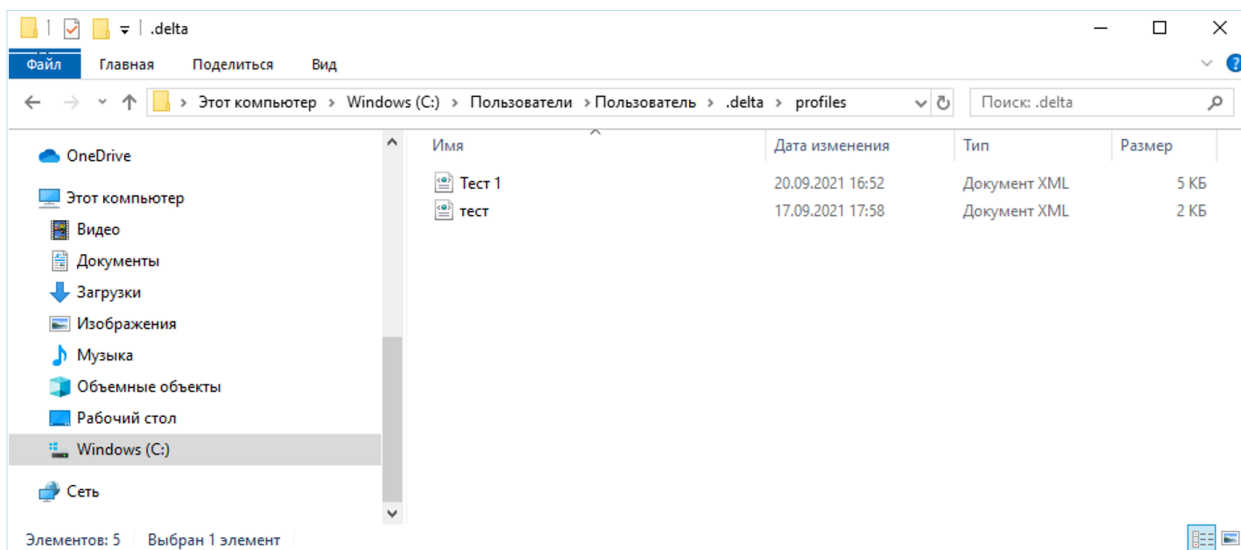 .delta
Файл Главная Поделиться Вид
Этот компьютер > Windows (C:) > Пользователи > Пользователь > .delta > profiles Поиск: .delta
Имя Дата изменения Тип Размер
OneDrive
Этот компьютер
Видео
Документы
Загрузки
Изображения
Музыка
Объемные объекты
Рабочий стол
Windows (C:)
Сеть
Тест 1 20.09.2021 16:52 Документ XML 5 КБ
тест 17.09.2021 17:58 Документ XML 2 КБ
Элементов: 5 Выбран 1 элемент